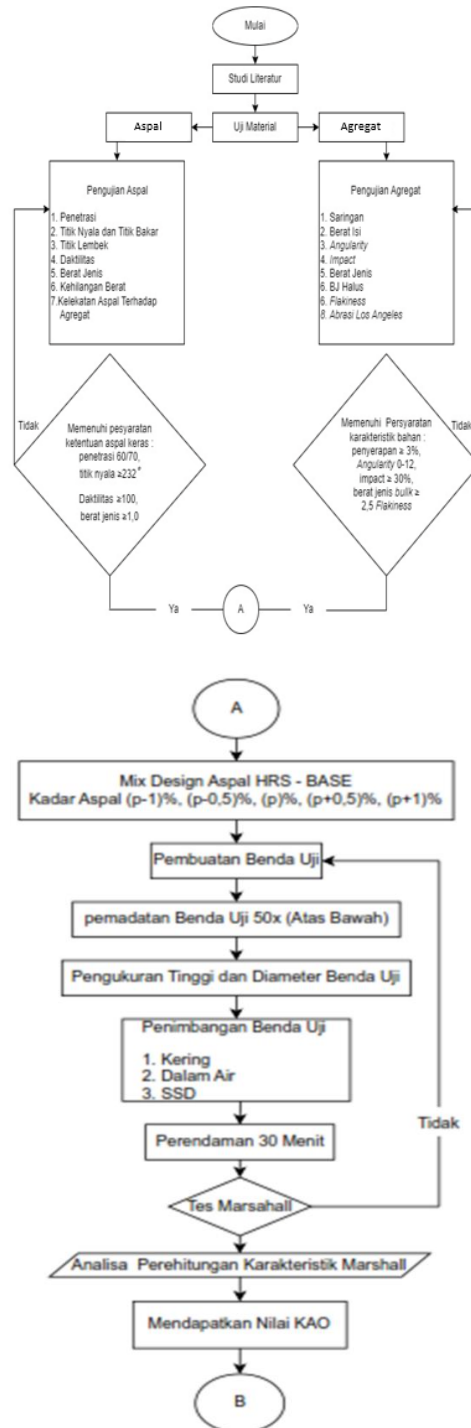 Mulai
Studi Literatur
Aspal
Uji Material
Agregat
Pengujian Aspal
1. Penetrasi
2. Titik Nyala dan Titik Bakar
3. Titik Lembek
4. Daktilitas
5. Berat Jenis
6. Kehilangan Berat
7.Kelekatan Aspal Terhadap
Agregat
Pengujian Agregat
1. Saringan
2. Berat Isi
3. Angularity
4. Impact
5. Berat Jenis
6. BJ Halus
6. Flakiness
8. Abrasi Los Angeles
Tidak
Memenuhi pesyaratan
ketentuan aspal keras :
penetrasi 60/70,
titik nyala ≥232°
Daktilitas ≥100,
berat jenis ≥1,0
Memenuhi Persyaratan
karakteristik bahan :
penyerapan ≥ 3%,
Angularity 0-12,
impact ≥ 30%,
berat jenis bulik ≥
2,5 Flakiness
Tidak
Ya
A
Ya
A
Mix Design Aspal HRS - BASE
Kadar Aspal (p-1)%, (p-0,5)%, (p)%, (p+0,5)%, (p+1)%
Pembuatan Benda Uji
pemadatan Benda Uji 50x (Atas Bawah)
Pengukuran Tinggi dan Diameter Benda Uji
Penimbangan Benda Uji
1. Kering
2. Dalam Air
3. SSD
Tidak
Perendaman 30 Menit
Tes Marsahall
Analisa Perehitungan Karakteristik Marshall
Mendapatkan Nilai KAO
B